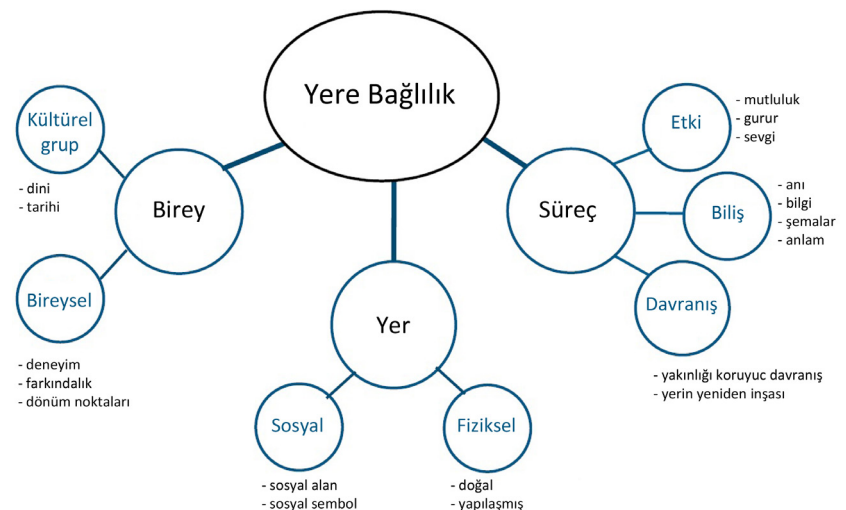 Yere Bağlılık
Kültürel
grup
- dini
- tarihi
Birey
Bireysel
- deneyim
- farkındalık
- dönüm noktaları
Yer
Sosyal
- sosyal alan
- sosyal sembol
Fiziksel
- doğal
- yapılaşmış
Süreç
Etki
- mutluluk
- gurur
- sevgi
Biliş
- anı
- bilgi
- şemalar
- anlam
Davranış
- yakınlığı koruyuc davranış
- yerin yeniden inşası